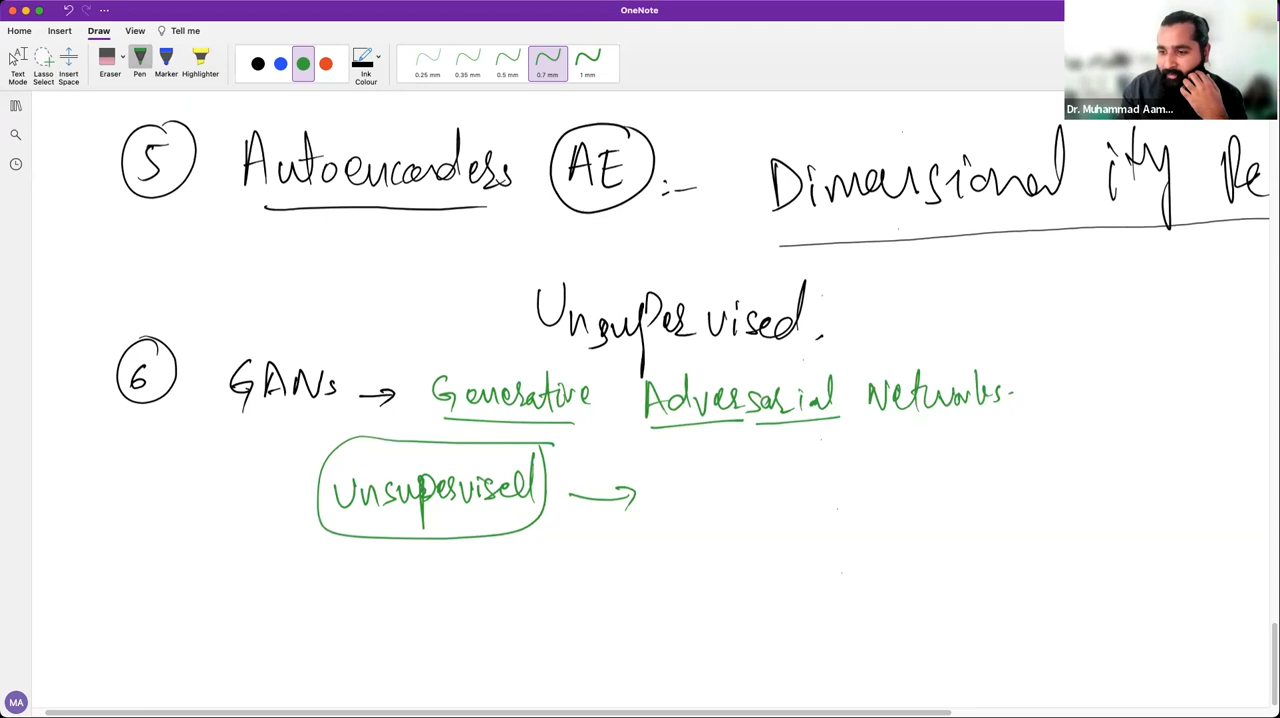 OneNote
Home Insert Draw View Tell me
Text Mode Lasso Select Insert Space Eraser Pen Marker Highlighter Ink Colour 0.25 mm 0.35 mm 0.5 mm 0.7 mm 1 mm
Dr. Muhammad Aam...
5 Autoencoders AE :- Dimensionality Re
Unsupervised.
6 GANs → Generative Adversarial Networks.
Unsupervised →
MA